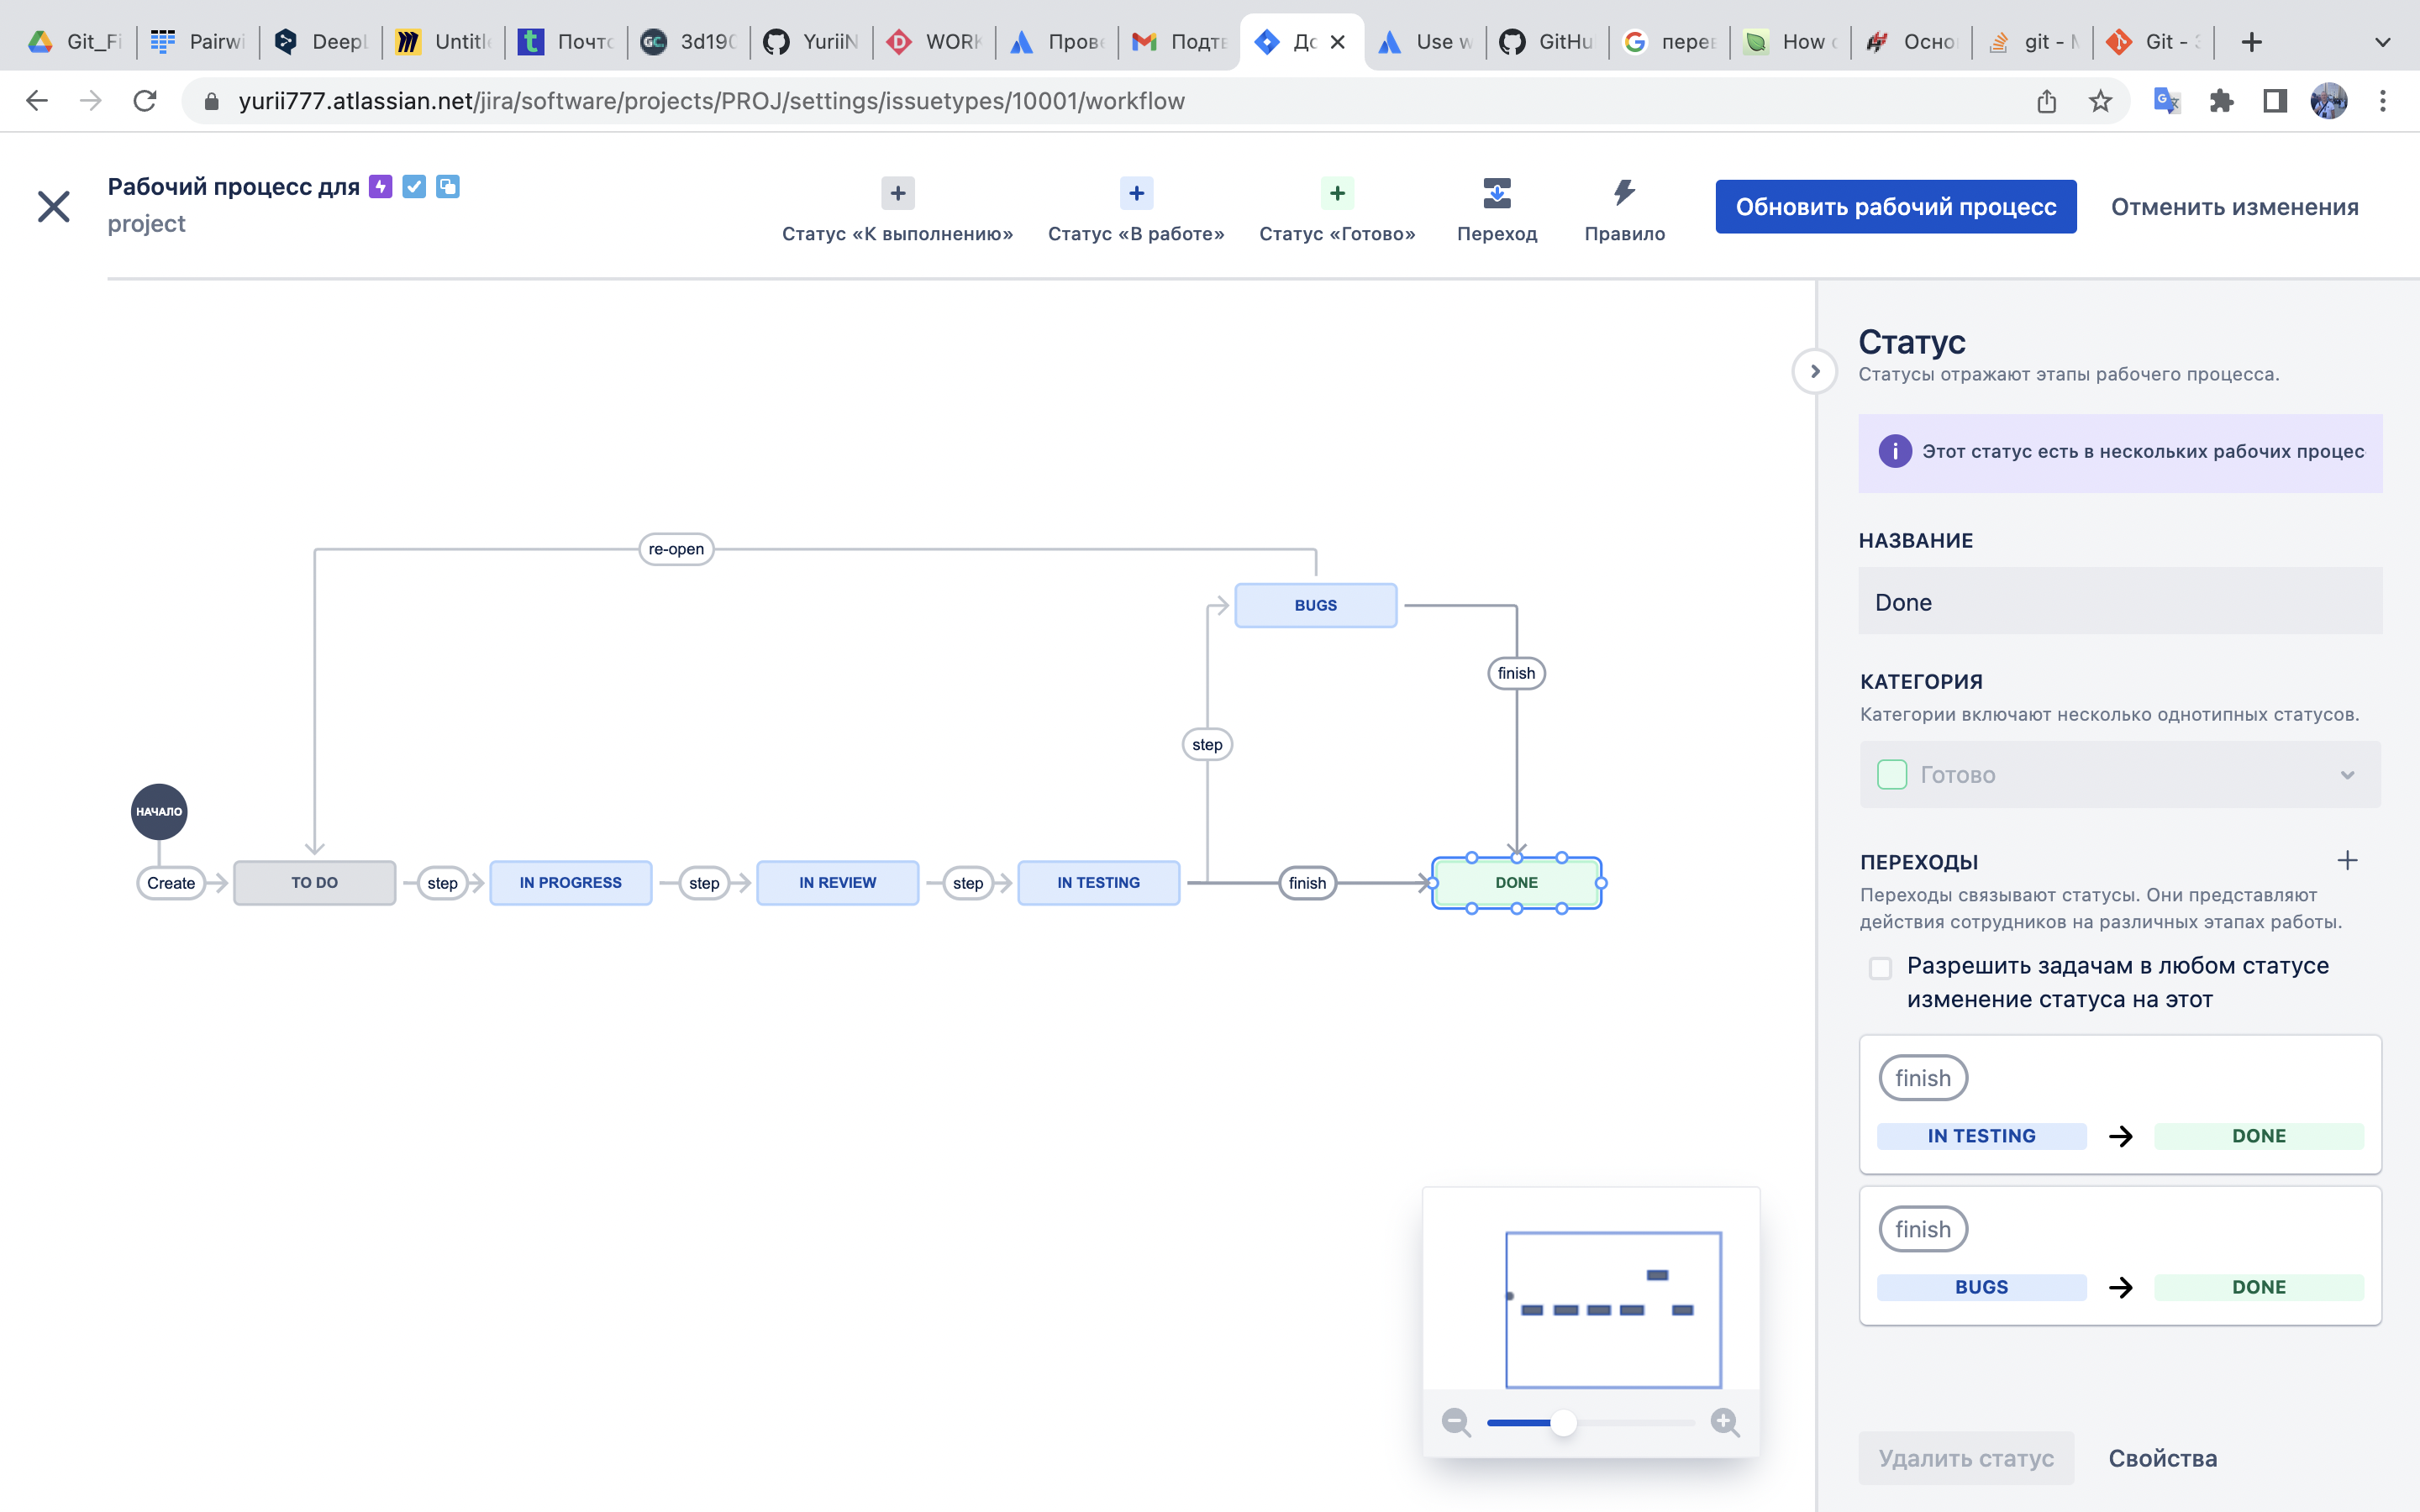 Git_Fi
Pairwi
DeepL
Untitle
Почто
3d190
YuriiN
WORK
Прове
Подтв
До
Use w
GitHu
перев
How
Осно
git -
Git -
yurii777.atlassian.net/jira/software/projects/PROJ/settings/issuetypes/10001/workflow
Рабочий процесс для
project
Статус «К выполнению»
Статус «В работе»
Статус «Готово»
Переход
Правило
Обновить рабочий процесс
Отменить изменения
re-open
BUGS
finish
step
НАЧАЛО
Create
TO DO
step
IN PROGRESS
step
IN REVIEW
step
IN TESTING
finish
DONE
Статус
Статусы отражают этапы рабочего процесса.
Этот статус есть в нескольких рабочих процес
НАЗВАНИЕ
Done
КАТЕГОРИЯ
Категории включают несколько однотипных статусов.
Готово
ПЕРЕХОДЫ
Переходы связывают статусы. Они представляют
действия сотрудников на различных этапах работы.
Разрешить задачам в любом статусе
изменение статуса на этот
finish
IN TESTING → DONE
finish
BUGS → DONE
Удалить статус
Свойства